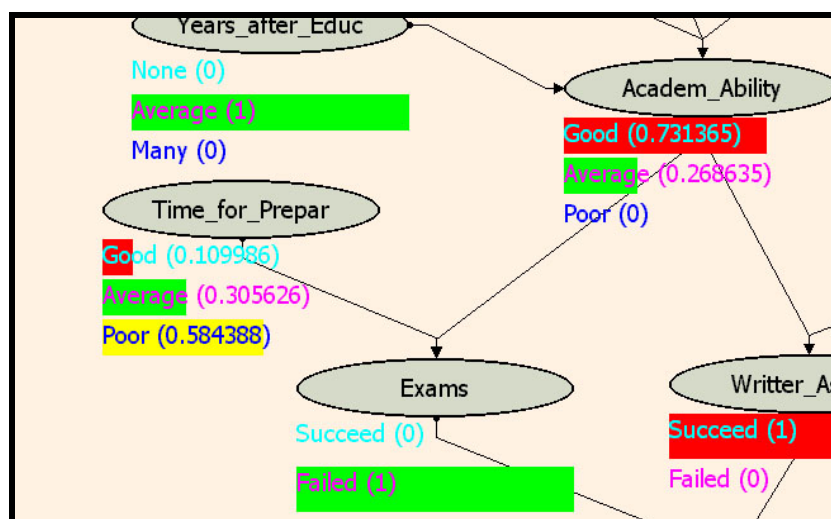 Years_after_Educ
None (0)
Average (1)
Many (0)
Academ_Ability
Good (0.731365)
Average (0.268635)
Poor (0)
Time_for_Prepar
Good (0.109986)
Average (0.305626)
Poor (0.584388)
Exams
Succeed (0)
Failed (1)
Writter_As
Succeed (1)
Failed (0)